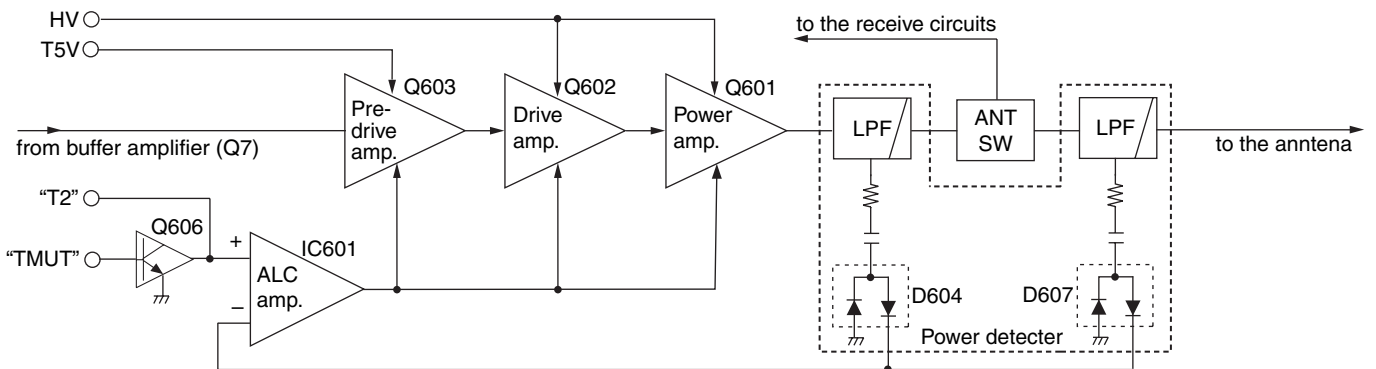 HV
T5V
to the receive circuits
Q603
Q602
Q601
Pre-
drive
amp.
Drive
amp.
Power
amp.
LPF
ANT
SW
LPF
from buffer amplifier (Q7)
to the anntena
“T2”
Q606
“TMUT”
+
IC601
ALC
amp.
–
D604
D607
Power detecter